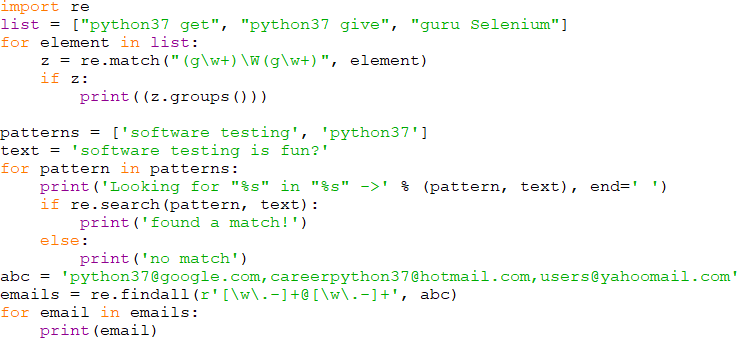 import re
list = ["python37 get", "python37 give", "guru Selenium"]
for element in list:
    z = re.match("(g\w+)\W(g\w+)", element)
    if z:
        print((z.groups()))

patterns = ['software testing', 'python37']
text = 'software testing is fun?'
for pattern in patterns:
    print('Looking for "%s" in "%s" ->' % (pattern, text), end=' ')
    if re.search(pattern, text):
        print('found a match!')
    else:
        print('no match')
abc = 'python37@google.com,careerpython37@hotmail.com,users@yahoomail.com'
emails = re.findall(r'[\w\.-]+@[\w\.-]+', abc)
for email in emails:
    print(email)